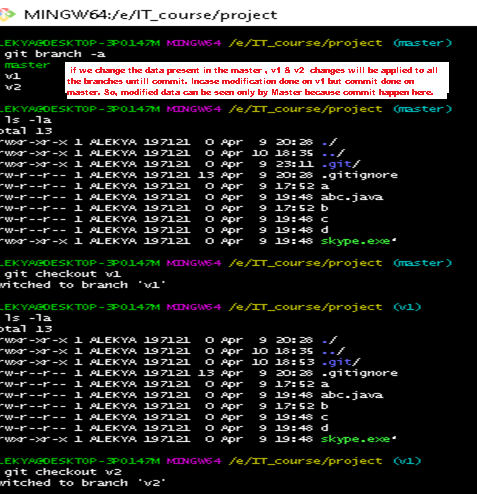 MINGW64:/e/IT_course/project
LEKYA@DESKTOP-3P0147M MINGW64 /e/IT_course/project (master)
git branch -a
master
v1
v2
if we change the data present in the master , v1 & v2 changes will be applied to all
the branches untill commit. Incase modification done on v1 but commit done on
master. So, modified data can be seen only by Master because commit happen here.
LEKYA@DESKTOP-3P0147M MINGW64 /e/IT_course/project (master)
ls -la
otal 13
rwxr-xr-x 1 ALEKYA 197121 0 Apr 9 20:28 ./
rwxr-xr-x 1 ALEKYA 197121 0 Apr 10 18:35 ../
rwxr-xr-x 1 ALEKYA 197121 0 Apr 9 23:11 .git/
rw-r--r-- 1 ALEKYA 197121 13 Apr 9 20:28 .gitignore
rw-r--r-- 1 ALEKYA 197121 0 Apr 9 17:52 a
rw-r--r-- 1 ALEKYA 197121 0 Apr 9 19:48 abc.java
rw-r--r-- 1 ALEKYA 197121 0 Apr 9 17:52 b
rw-r--r-- 1 ALEKYA 197121 0 Apr 9 19:48 c
rw-r--r-- 1 ALEKYA 197121 0 Apr 9 19:48 d
rwxr-xr-x 1 ALEKYA 197121 0 Apr 9 19:48 skype.exe*
LEKYA@DESKTOP-3P0147M MINGW64 /e/IT_course/project (master)
git checkout v1
witched to branch 'v1'
LEKYA@DESKTOP-3P0147M MINGW64 /e/IT_course/project (v1)
ls -la
otal 13
rwxr-xr-x 1 ALEKYA 197121 0 Apr 9 20:28 ./
rwxr-xr-x 1 ALEKYA 197121 0 Apr 10 18:35 ../
rwxr-xr-x 1 ALEKYA 197121 0 Apr 10 18:53 .git/
rw-r--r-- 1 ALEKYA 197121 13 Apr 9 20:28 .gitignore
rw-r--r-- 1 ALEKYA 197121 0 Apr 9 17:52 a
rw-r--r-- 1 ALEKYA 197121 0 Apr 9 19:48 abc.java
rw-r--r-- 1 ALEKYA 197121 0 Apr 9 17:52 b
rw-r--r-- 1 ALEKYA 197121 0 Apr 9 19:48 c
rw-r--r-- 1 ALEKYA 197121 0 Apr 9 19:48 d
rwxr-xr-x 1 ALEKYA 197121 0 Apr 9 19:48 skype.exe*
LEKYA@DESKTOP-3P0147M MINGW64 /e/IT_course/project (v1)
git checkout v2
witched to branch 'v2'